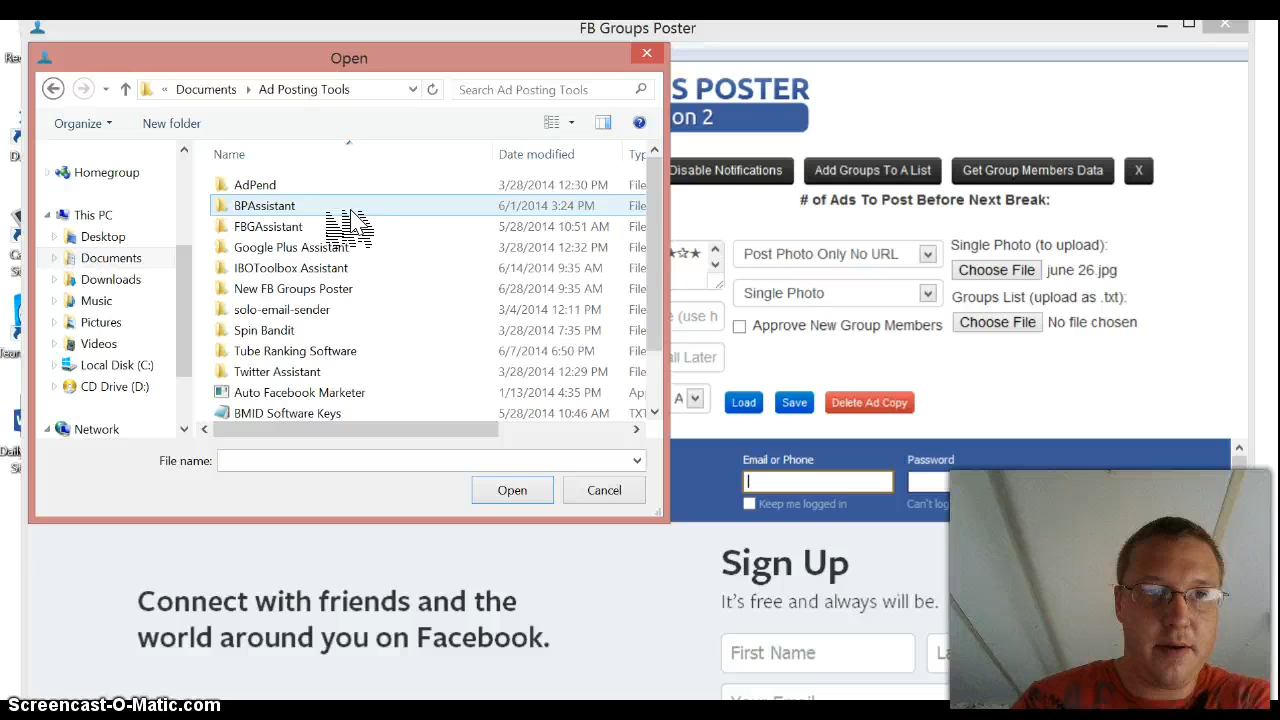 FB Groups Poster
Open
« Documents Ad Posting Tools
Search Ad Posting Tools
Organize
New folder
Name
Date modified
AdPend 3/28/2014 12:30 PM File
BPAssistant 6/1/2014 3:24 PM File
FBGAssistant 5/28/2014 10:51 AM File
Google Plus Assistant 3/28/2014 12:32 PM File
IBOToolbox Assistant 6/14/2014 9:35 AM File
New FB Groups Poster 6/28/2014 9:35 AM File
solo-email-sender 3/4/2014 12:11 PM File
Spin Bandit 3/28/2014 7:35 PM File
Tube Ranking Software 6/7/2014 6:50 PM File
Twitter Assistant 3/28/2014 12:29 PM File
Auto Facebook Marketer 1/13/2014 4:35 PM App
BMID Software Keys 5/28/2014 10:46 AM TXT
Homegroup
This PC
Desktop
Documents
Downloads
Music
Pictures
Videos
Local Disk (C:)
CD Drive (D:)
Network
File name:
Open
Cancel
S POSTER
on 2
Disable Notifications
Add Groups To A List
Get Group Members Data
X
# of Ads To Post Before Next Break:
Post Photo Only No URL
Single Photo (to upload):
Choose File june 26.jpg
Single Photo
Groups List (upload as .txt):
(use h
Approve New Group Members
Choose File No file chosen
all Later
A
Load
Save
Delete Ad Copy
Email or Phone
Password
Keep me logged in
Can't log
Sign Up
It's free and always will be.
Connect with friends and the
world around you on Facebook.
First Name
Screencast-O-Matic.com